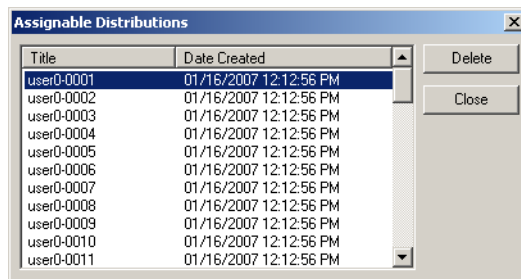 Assignable Distributions
Title Date Created
user0-0001 01/16/2007 12:12:56 PM
user0-0002 01/16/2007 12:12:56 PM
user0-0003 01/16/2007 12:12:56 PM
user0-0004 01/16/2007 12:12:56 PM
user0-0005 01/16/2007 12:12:56 PM
user0-0006 01/16/2007 12:12:56 PM
user0-0007 01/16/2007 12:12:56 PM
user0-0008 01/16/2007 12:12:56 PM
user0-0009 01/16/2007 12:12:56 PM
user0-0010 01/16/2007 12:12:56 PM
user0-0011 01/16/2007 12:12:56 PM
Delete
Close